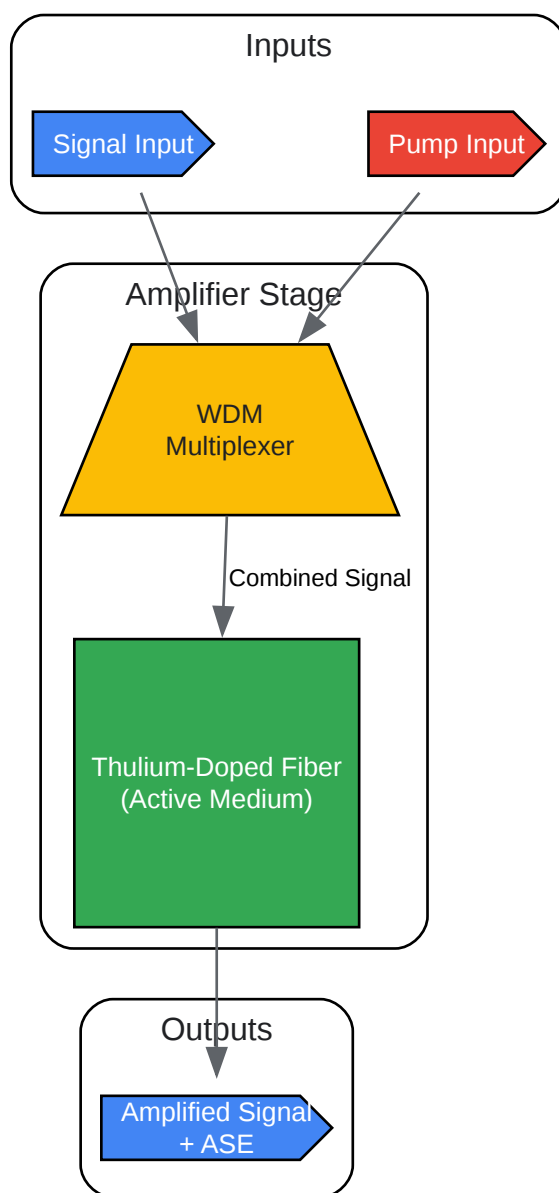 Inputs
Signal Input
Pump Input
Amplifier Stage
WDM
Multiplexer
Combined Signal
Thulium-Doped Fiber
(Active Medium)
Outputs
Amplified Signal
+ ASE